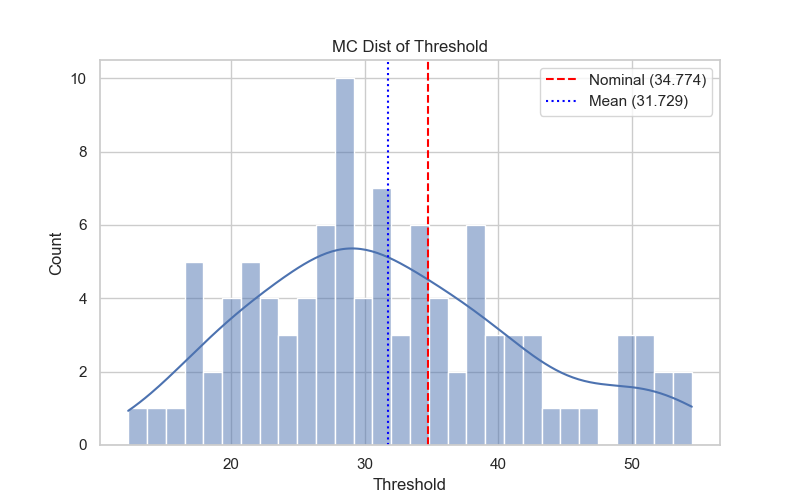 MC Dist of Threshold
Nominal (34.774)
Mean (31.729)
10
8
6
4
2
0
Count
20
30
40
50
Threshold